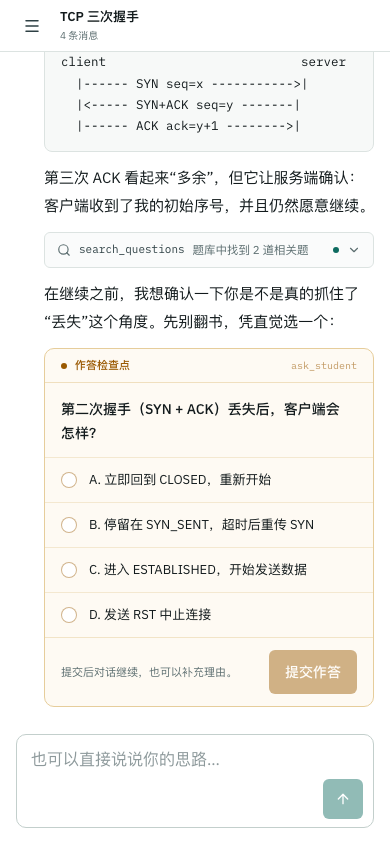 TCP 三次握手
4 条消息
client                          server
|------ SYN seq=x ----------->|
|<----- SYN+ACK seq=y -------|
|------ ACK ack=y+1 -------->|
第三次 ACK 看起来“多余”，但它让服务端确认：
客户端收到了我的初始序号，并且仍然愿意继续。
search_questions 题库中找到 2 道相关题
在继续之前，我想确认一下你是不是真的抓住了
“丢失”这个角度。先别翻书，凭直觉选一个：
作答检查点 ask_student
第二次握手（SYN + ACK）丢失后，客户端会
怎样？
A. 立即回到 CLOSED，重新开始
B. 停留在 SYN_SENT，超时后重传 SYN
C. 进入 ESTABLISHED，开始发送数据
D. 发送 RST 中止连接
提交后对话继续，也可以补充理由。 提交作答
也可以直接说说你的思路...